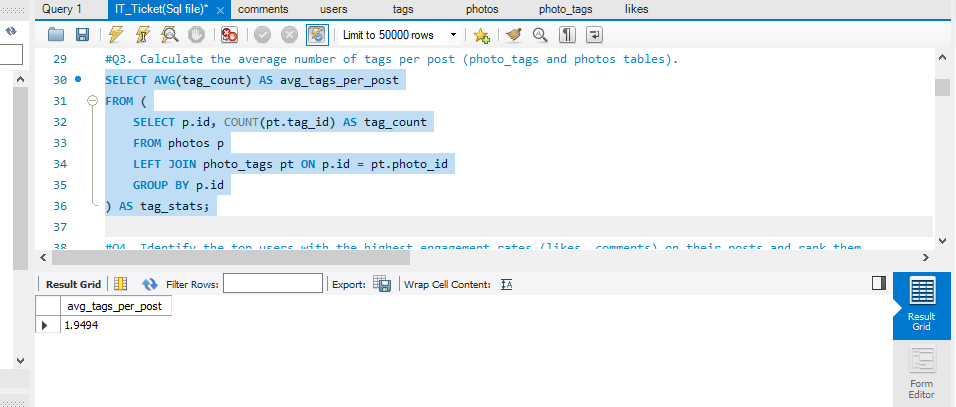 Query 1 IT_Ticket(Sql file)* × comments users tags photos photo_tags likes
Limit to 50000 rows
29 #Q3. Calculate the average number of tags per post (photo_tags and photos tables).
30 SELECT AVG(tag_count) AS avg_tags_per_post
31 FROM (
32 SELECT p.id, COUNT(pt.tag_id) AS tag_count
33 FROM photos p
34 LEFT JOIN photo_tags pt ON p.id = pt.photo_id
35 GROUP BY p.id
36 ) AS tag_stats;
37
38 #Q4. Identify the top users with the highest engagement rates (likes, comments) on their posts and rank them
Result Grid Filter Rows: Export: Wrap Cell Content:
avg_tags_per_post
1.9494
Result
Grid
Form
Editor